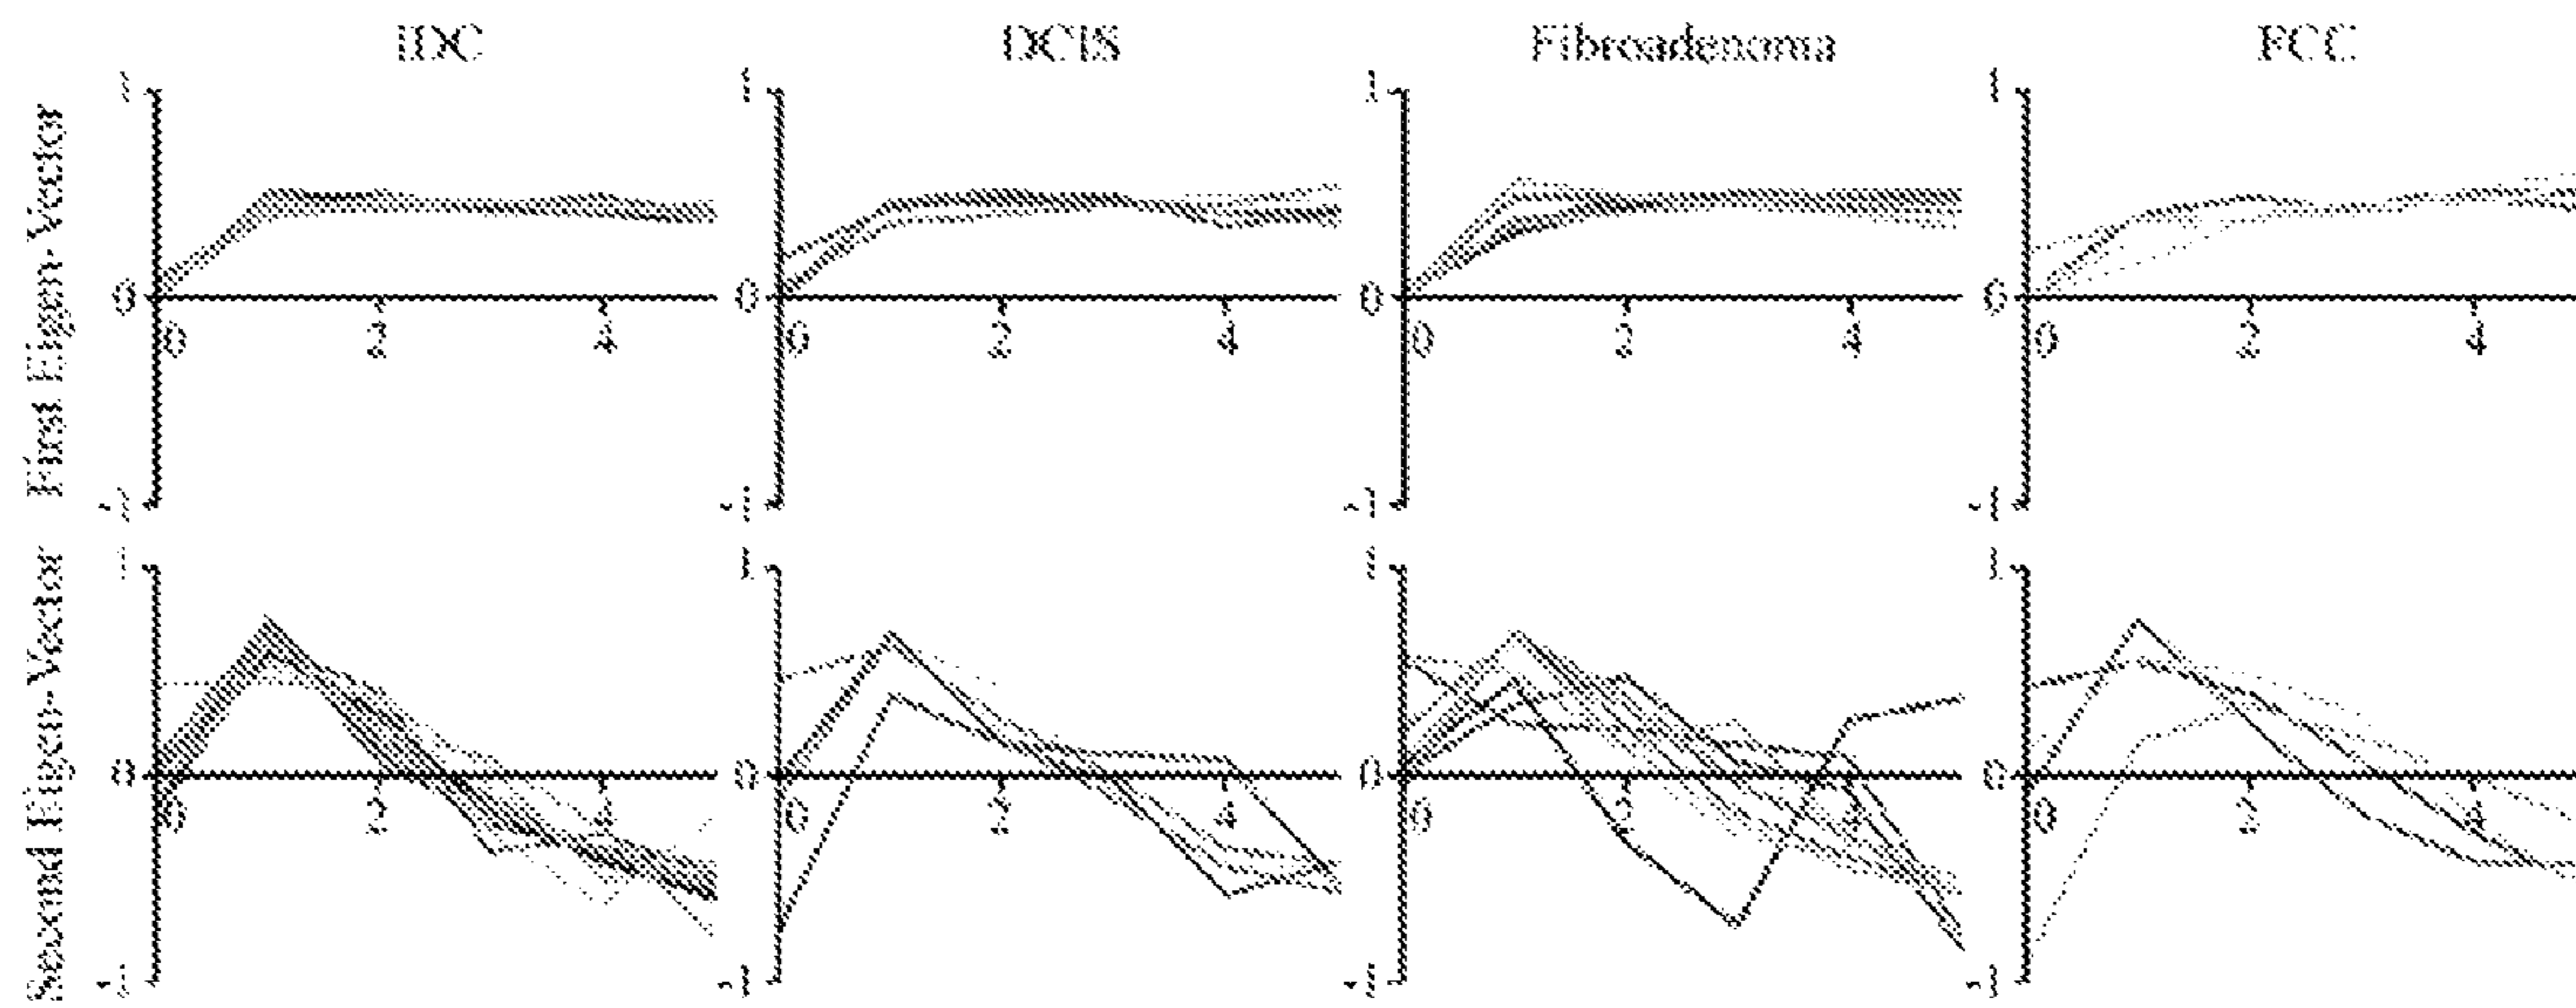 IDC DCIS Fibroadenoma FCC
First Eigen-Vector
1 1 1 1
0 0 0 0
0 2 4 0 2 4 0 2 4 0 2 4
-1 -1 -1 -1
Second Eigen-Vector
1 1 1 1
0 0 0 0
0 2 4 0 2 4 0 2 4 0 2 4
-1 -1 -1 -1